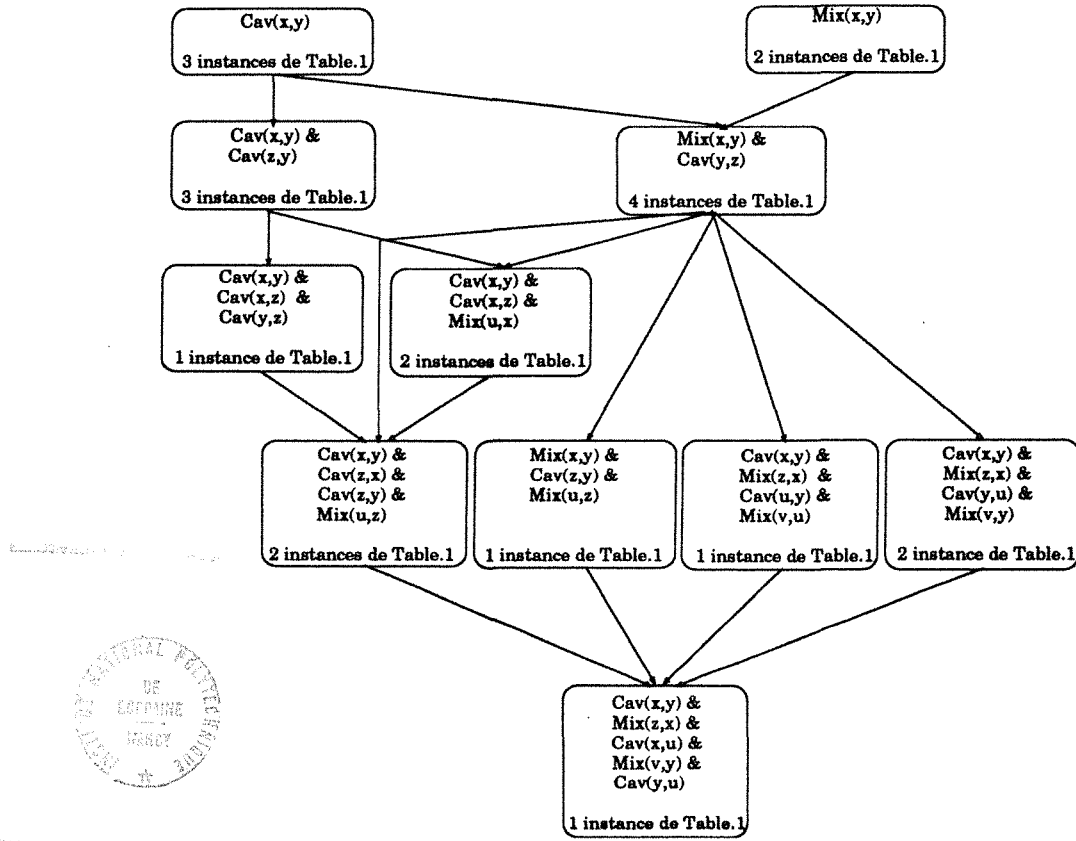 Cav(x,y)
3 instances de Table.1
Mix(x,y)
2 instances de Table.1
Cav(x,y) &
Cav(z,y)
3 instances de Table.1
Mix(x,y) &
Cav(y,z)
4 instances de Table.1
Cav(x,y) &
Cav(x,z) &
Cav(y,z)
1 instance de Table.1
Cav(x,y) &
Cav(x,z) &
Mix(u,x)
2 instances de Table.1
Cav(x,y) &
Cav(z,x) &
Cav(z,y) &
Mix(u,z)
2 instances de Table.1
Mix(x,y) &
Cav(z,y) &
Mix(u,z)
1 instance de Table.1
Cav(x,y) &
Mix(z,x) &
Cav(u,y) &
Mix(v,u)
1 instance de Table.1
Cav(x,y) &
Mix(z,x) &
Cav(y,u) &
Mix(v,y)
2 instances de Table.1
NATIONAL POLYTECHNIQUE
DE
NANCY
Cav(x,y) &
Mix(z,x) &
Cav(x,u) &
Mix(v,y) &
Cav(y,u)
1 instance de Table.1